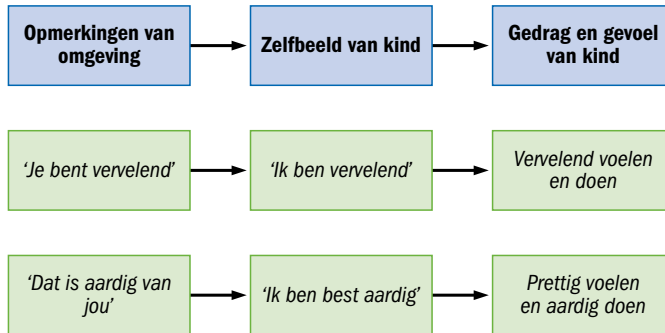 Opmerkingen van
omgeving
Zelfbeeld van kind
Gedrag en gevoel
van kind
‘Je bent vervelend’
‘Ik ben vervelend’
Vervelend voelen
en doen
‘Dat is aardig van
jou’
‘Ik ben best aardig’
Prettig voelen
en aardig doen